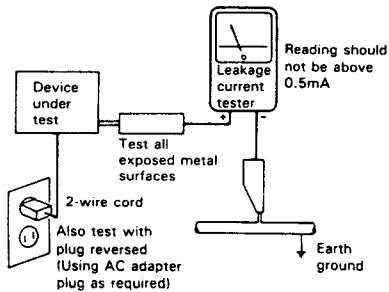 Device
under
test
Leakage
current
tester
+
-
Reading should
not be above
0.5mA
Test all
exposed metal
surfaces
2-wire cord
Also test with
plug reversed
(Using AC adapter
plug as required)
Earth
ground